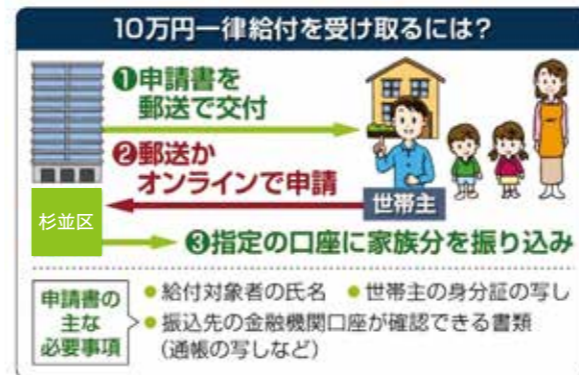 10万円一律給付を受け取るには?
❶申請書を
郵送で交付
❷郵送か
オンラインで申請
世帯主
杉並区
❸指定の口座に家族分を振り込み
申請書の
主な
必要事項
●給付対象者の氏名 ●世帯主の身分証の写し
●振込先の金融機関口座が確認できる書類
(通帳の写しなど)